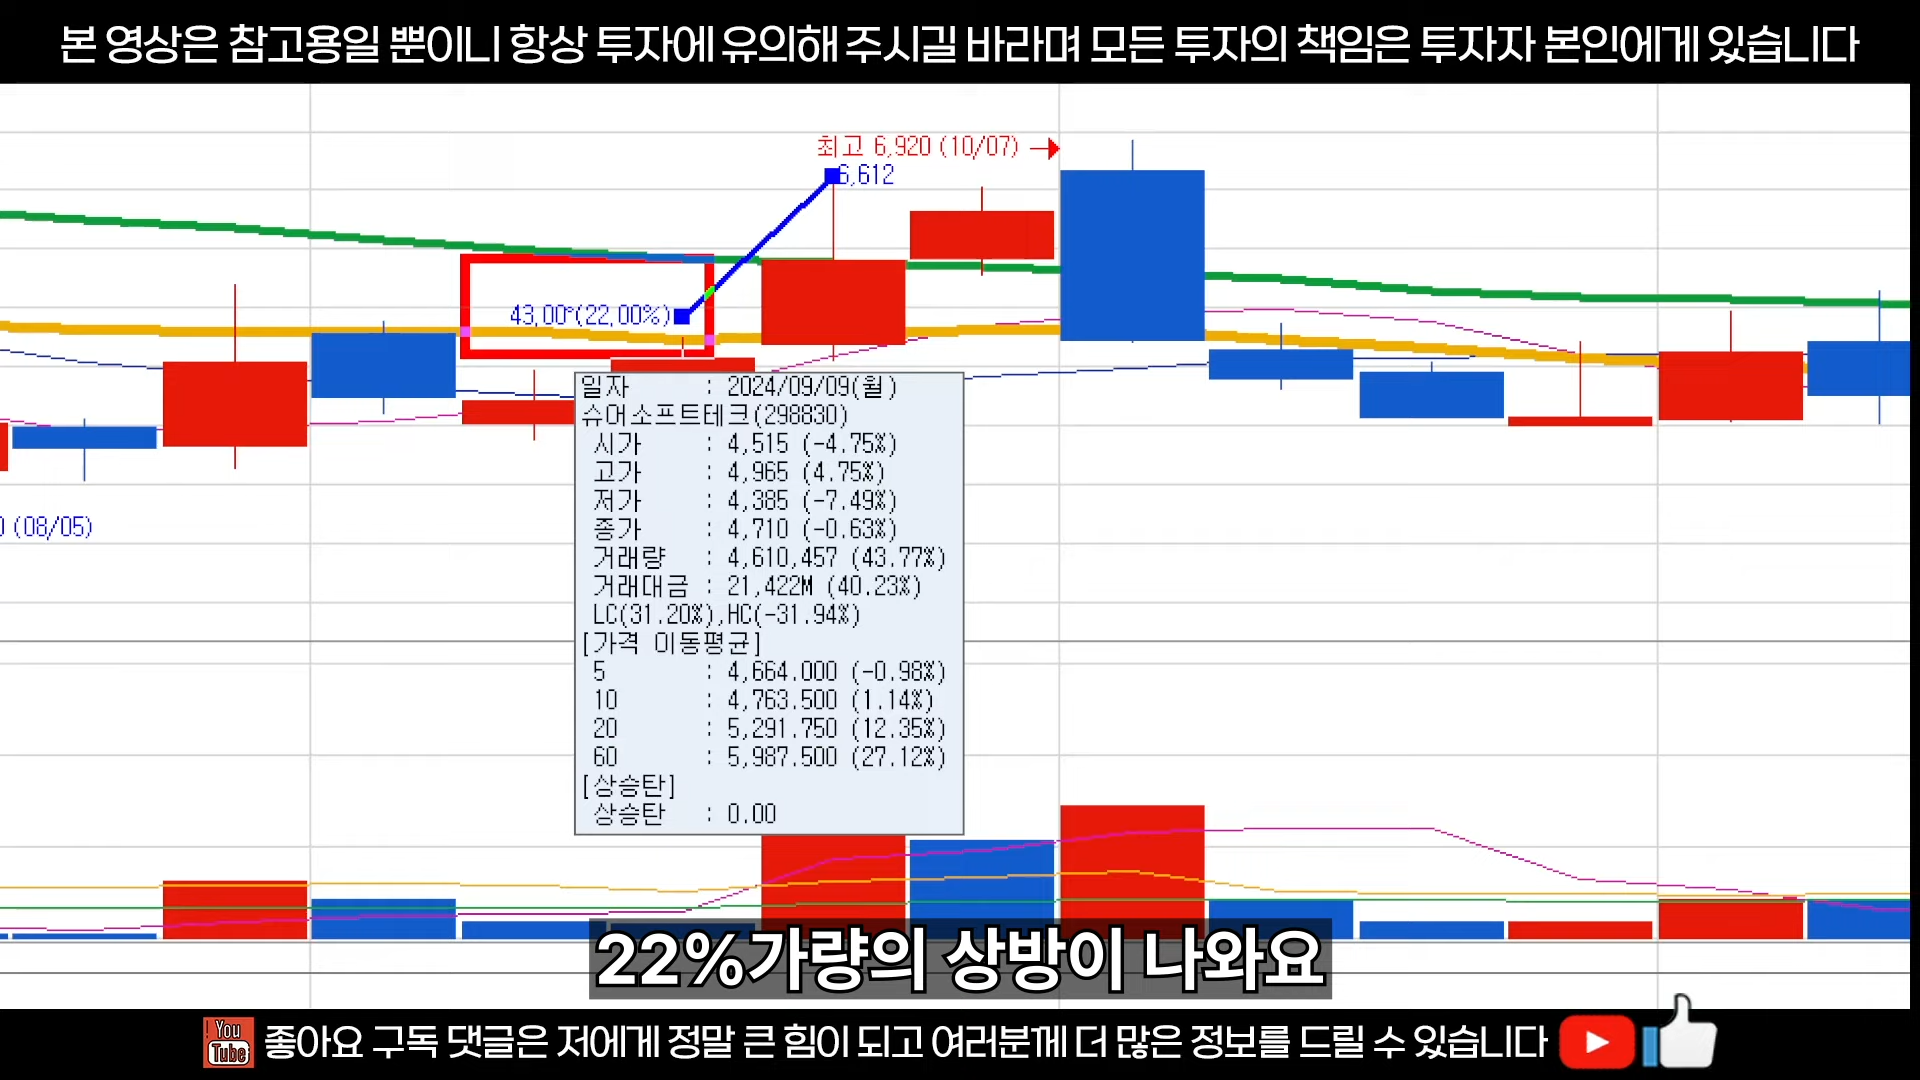 본 영상은 참고용일 뿐이니 항상 투자에 유의해 주시길 바라며 모든 투자의 책임은 투자자 본인에게 있습니다
최고 6,920 (10/07)
6,612
43,00°(22,00%)
일자 : 2024/09/09(월)
슈어소프트테크(298830)
시가 : 4,515 (-4.75%)
고가 : 4,965 (4.75%)
저가 : 4,385 (-7.49%)
종가 : 4,710 (-0.63%)
거래량 : 4,610,457 (43.77%)
거래대금 : 21,422M (40.23%)
LC(31.20%),HC(-31.94%)
[가격 이동평균]
5 : 4,664.000 (-0.98%)
10 : 4,763.500 (1.14%)
20 : 5,291.750 (12.35%)
60 : 5,987.500 (27.12%)
[상승탄]
상승탄 : 0.00
(08/05)
22%가량의 상방이 나와요
You Tube
좋아요 구독 댓글은 저에게 정말 큰 힘이 되고 여러분께 더 많은 정보를 드릴 수 있습니다